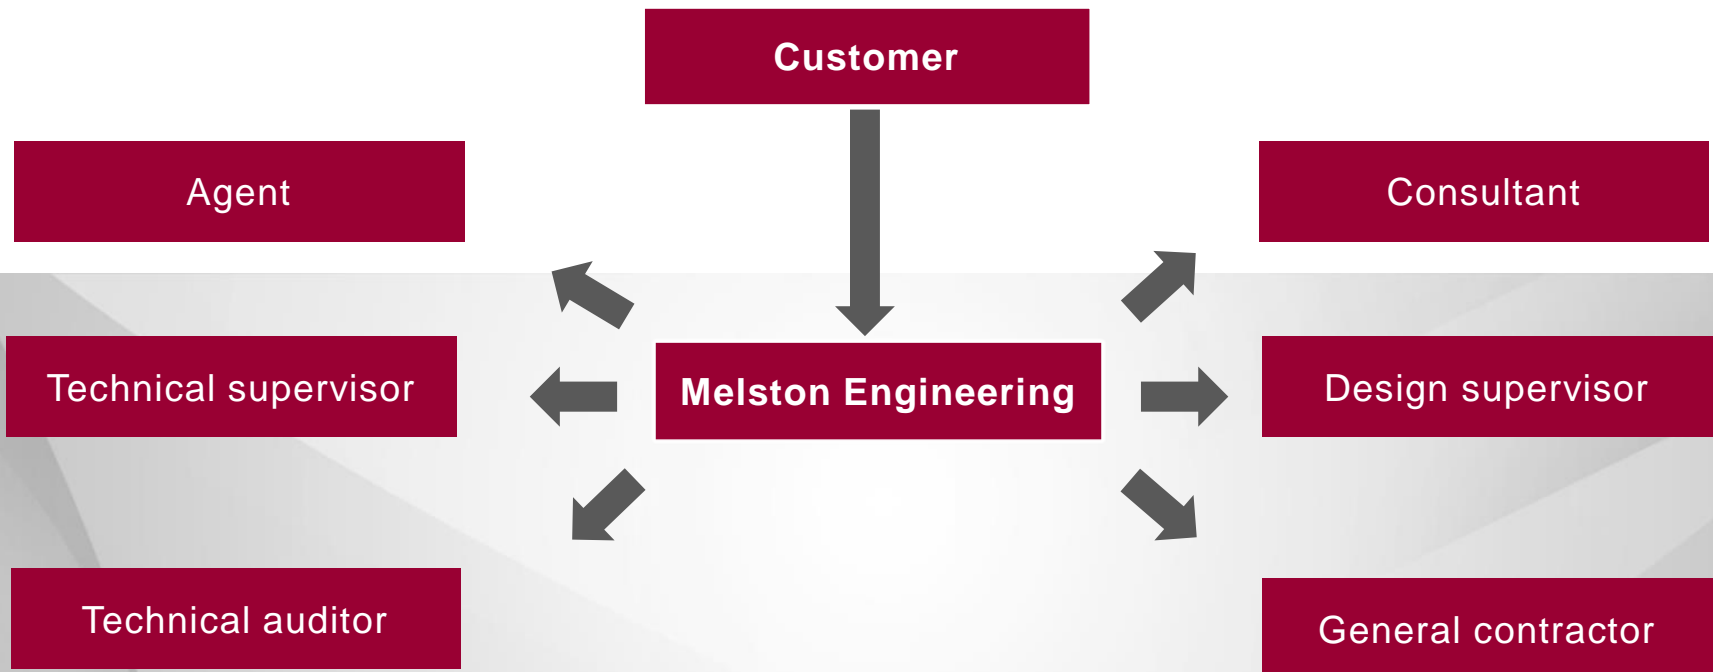 Customer
Agent
Consultant
Technical supervisor
Melston Engineering
Design supervisor
Technical auditor
General contractor